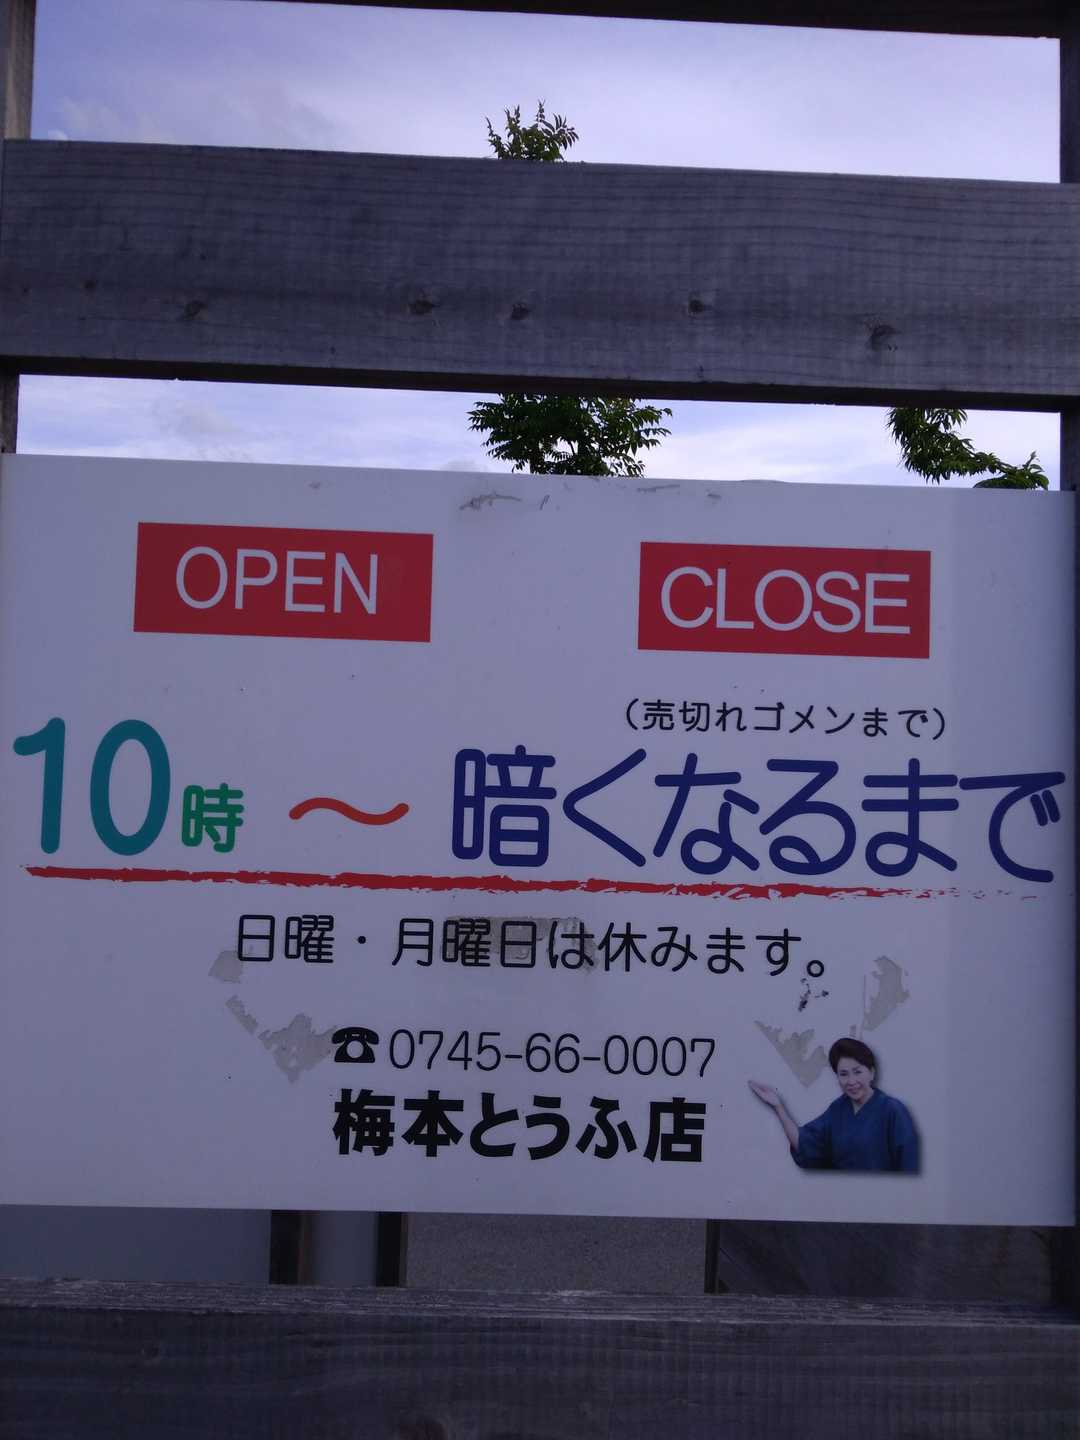 OPEN CLOSE
(売切れゴメンまで)
10時 〜 暗くなるまで
日曜・月曜日は休みます。
☎0745-66-0007
梅本とうふ店